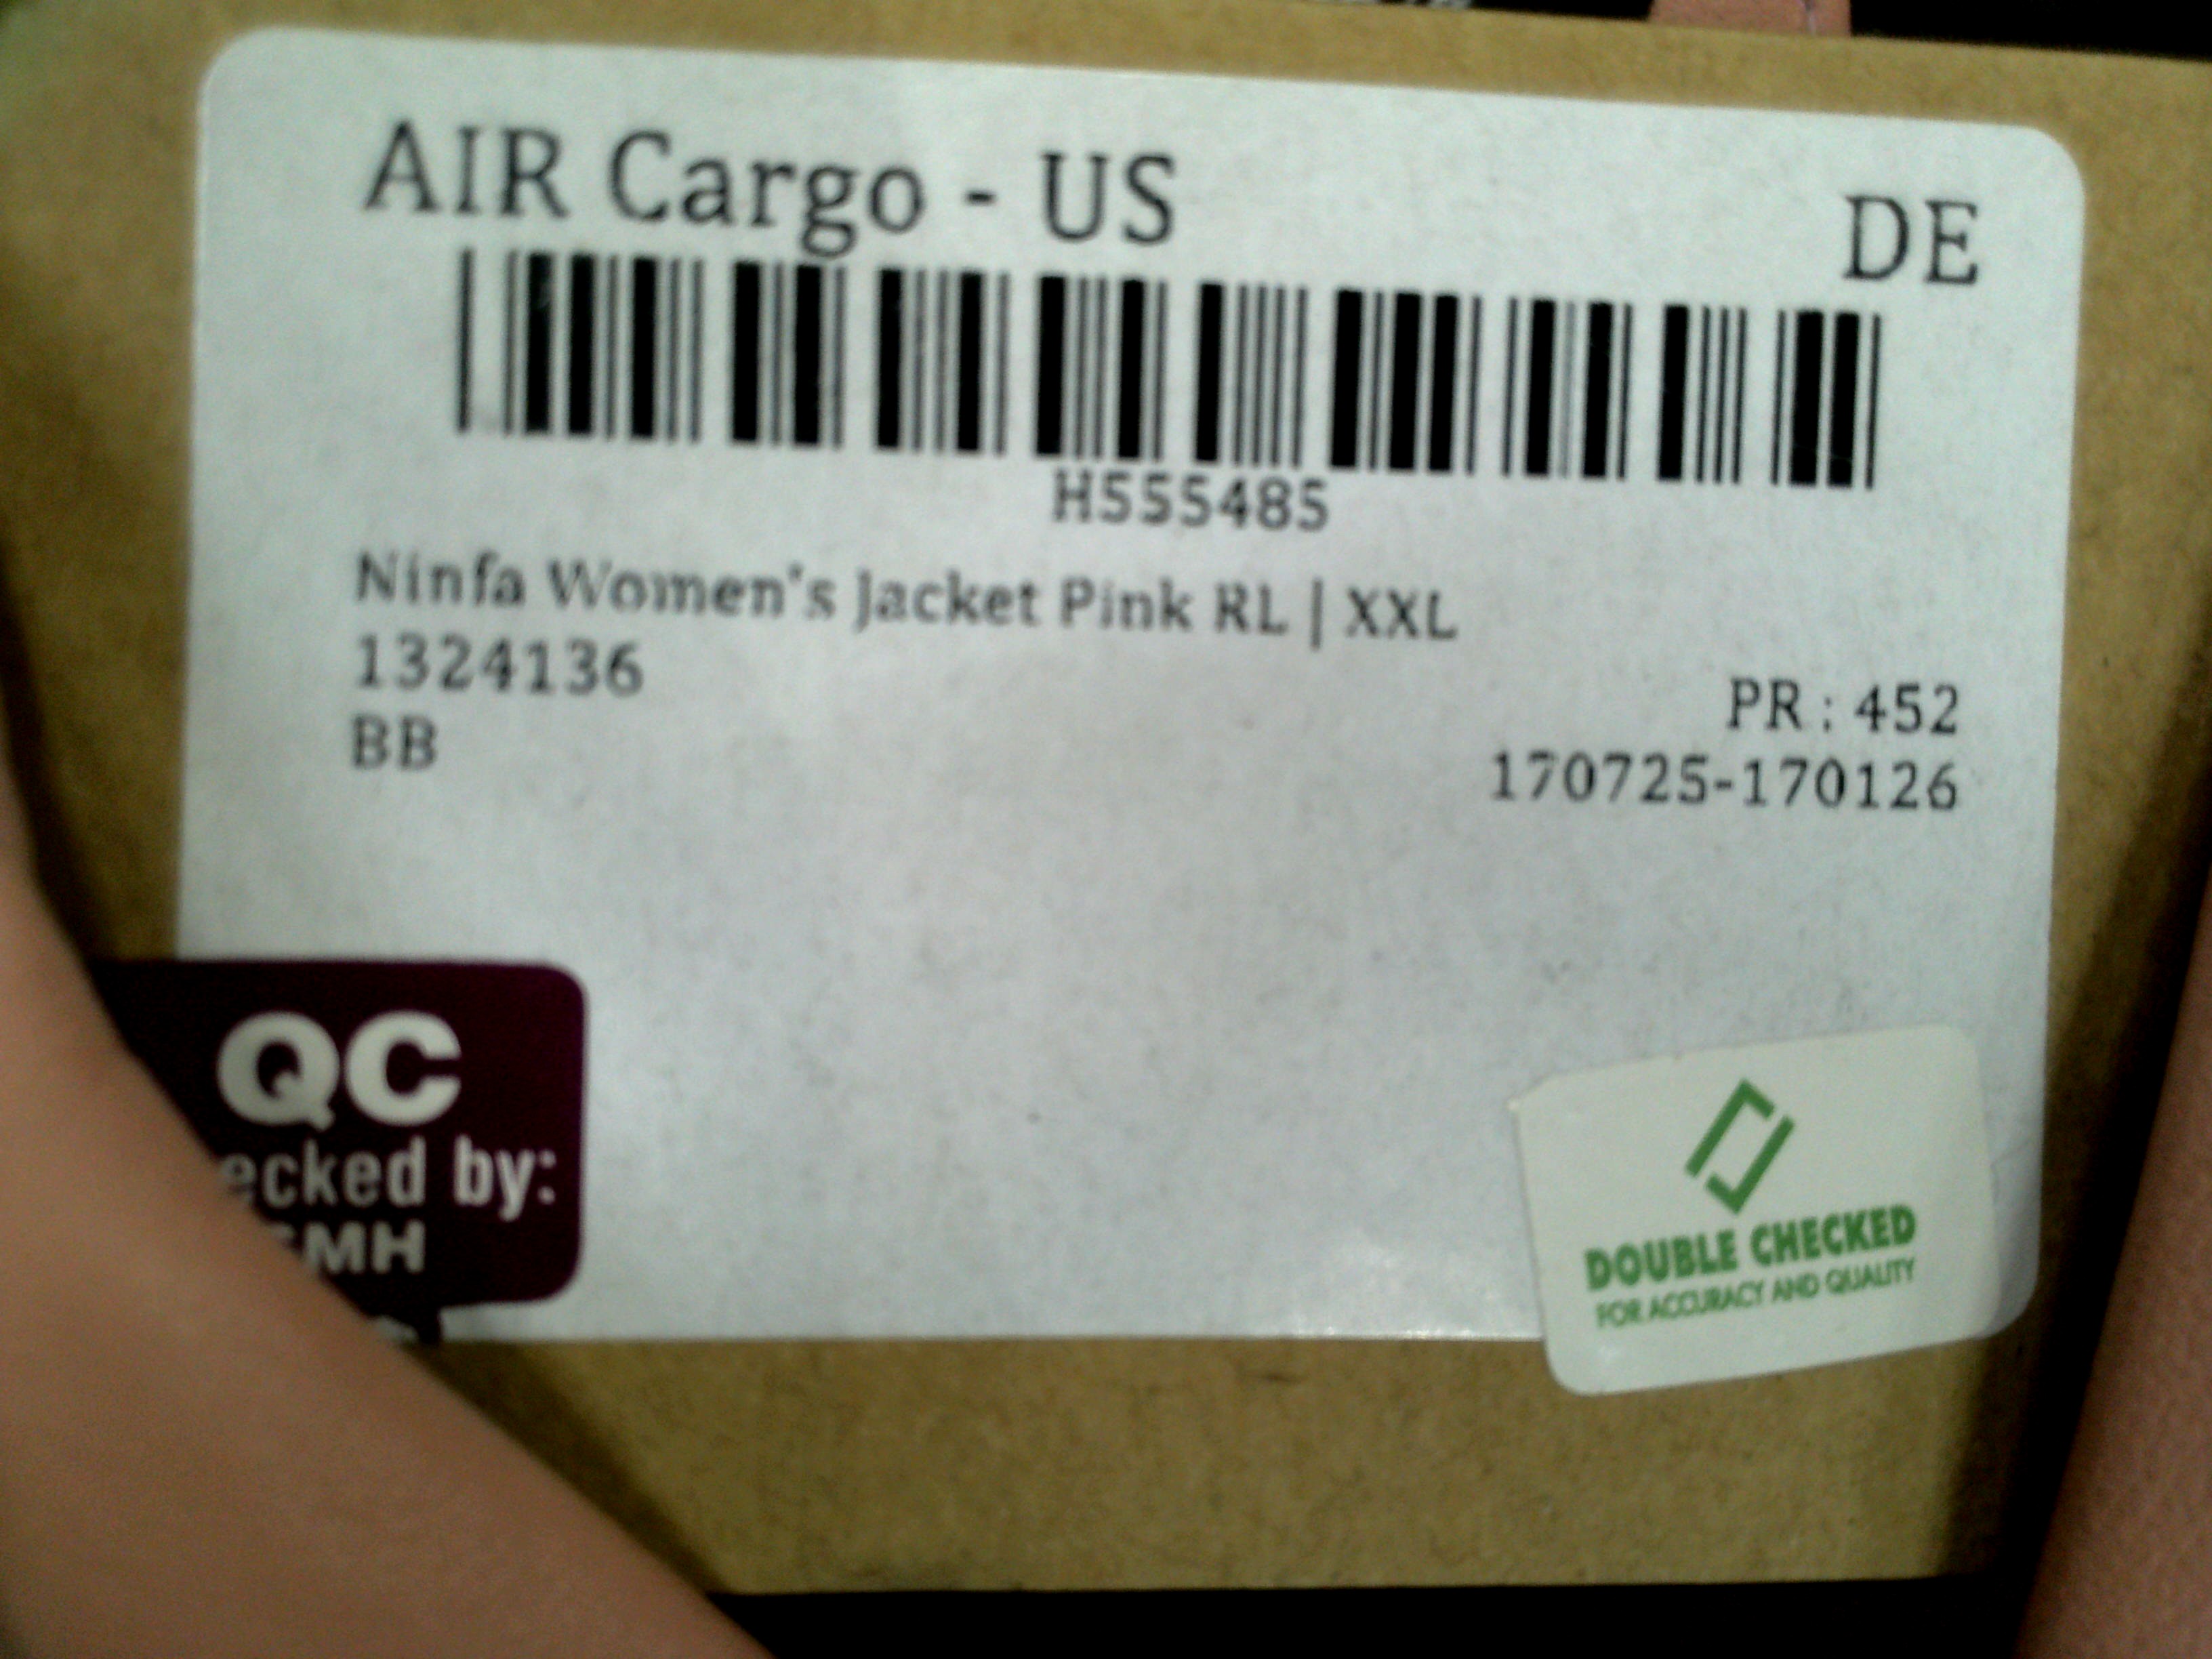 AIR Cargo - US
DE
H555485
Ninfa Women's Jacket Pink RL | XXL
1324136
PR : 452
BB
170725-170126
QC
by:
DOUBLE CHECKED
FOR ACCURACY AND QUALITY